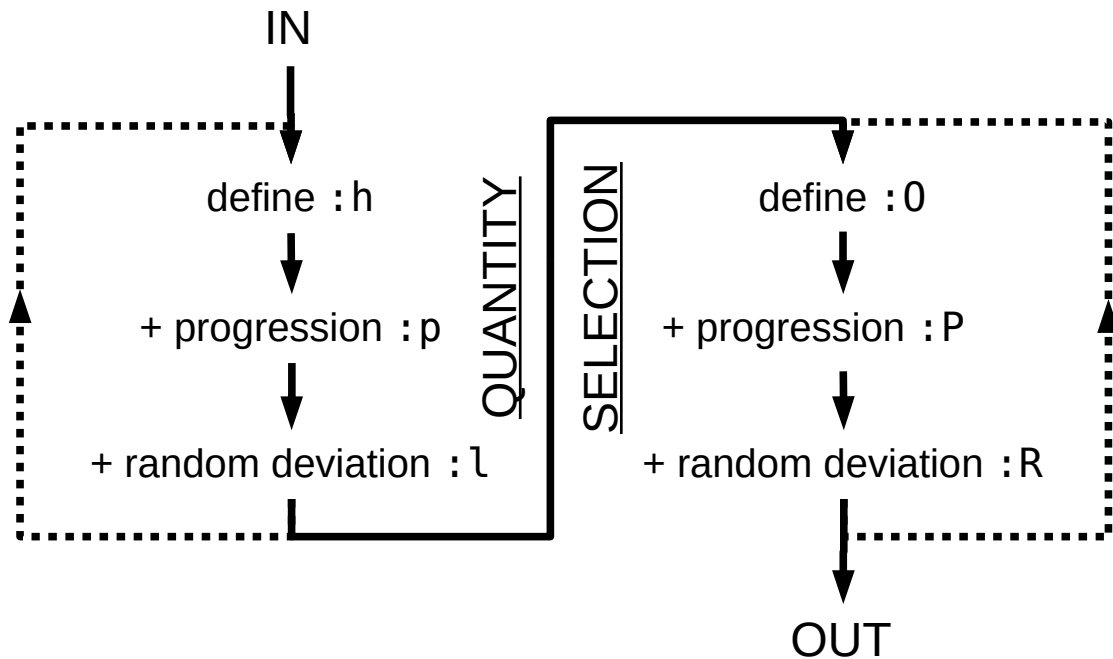 IN
define :h
+ progression :p
+ random deviation :l
QUANTITY
SELECTION
define :O
+ progression :P
+ random deviation :R
OUT